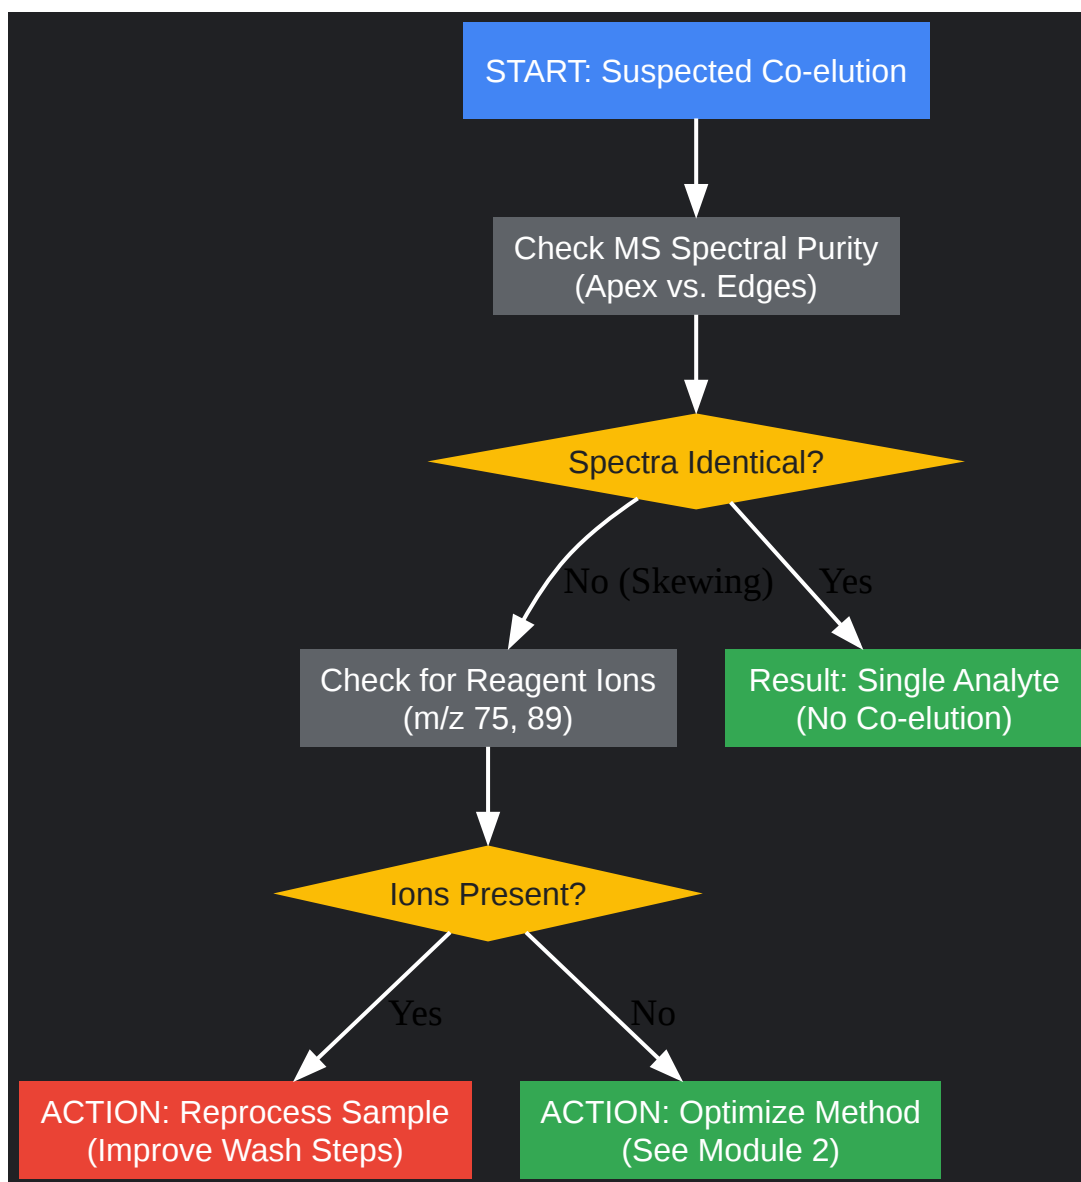 START: Suspected Co-elution
Check MS Spectral Purity
(Apex vs. Edges)
Spectra Identical?
No (Skewing)
Yes
Check for Reagent Ions
(m/z 75, 89)
Result: Single Analyte
(No Co-elution)
Ions Present?
Yes
No
ACTION: Reprocess Sample
(Improve Wash Steps)
ACTION: Optimize Method
(See Module 2)